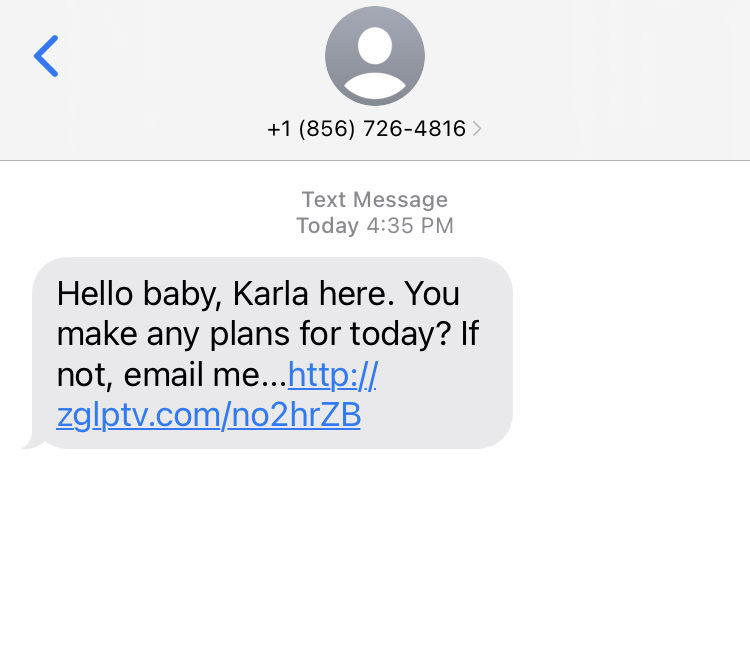 +1 (856) 726-4816
Text Message
Today 4:35 PM
Hello baby, Karla here. You
make any plans for today? If
not, email me...http://
zglptv.com/no2hrZB